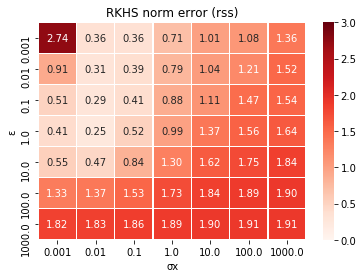 RKHS norm error (rss)
ε
0.001 2.74 0.36 0.36 0.71 1.01 1.08 1.36
0.01 0.91 0.31 0.39 0.79 1.04 1.21 1.52
0.1 0.51 0.29 0.41 0.88 1.11 1.47 1.54
1.0 0.41 0.25 0.52 0.99 1.37 1.56 1.64
10.0 0.55 0.47 0.84 1.30 1.62 1.75 1.84
100.0 1.33 1.37 1.53 1.73 1.84 1.89 1.90
1000.0 1.82 1.83 1.86 1.89 1.90 1.91 1.91
0.001 0.01 0.1 1.0 10.0 100.0 1000.0
σx
3.0
2.5
2.0
1.5
1.0
0.5
0.0